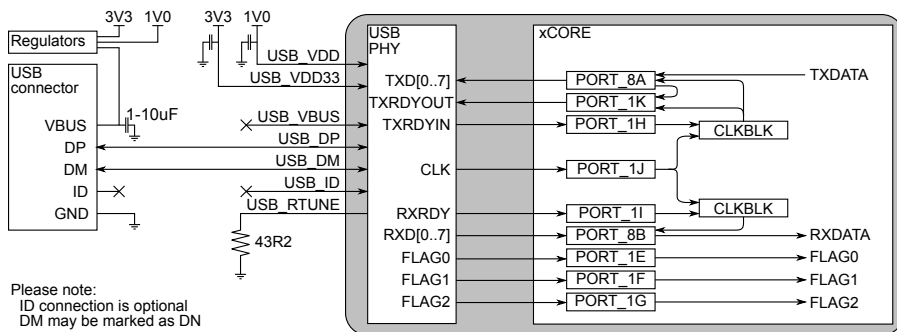 3V3 1V0 3V3 1V0
Regulators
USB
connector
VBUS
DP
DM
ID
GND
1-10uF
USB_VDD
USB_VDD33
USB_VBUS
USB_DP
USB_DM
USB_ID
USB_RTUNE
43R2
USB
PHY
TXD[0..7]
TXRDYOUT
TXRDYIN
CLK
RXRDY
RXD[0..7]
FLAG0
FLAG1
FLAG2
xCORE
PORT_8A
PORT_1K
PORT_1H
PORT_1J
PORT_1I
PORT_8B
PORT_1E
PORT_1F
PORT_1G
CLKBLK
CLKBLK
TXDATA
RXDATA
FLAG0
FLAG1
FLAG2
Please note:
ID connection is optional
DM may be marked as DN